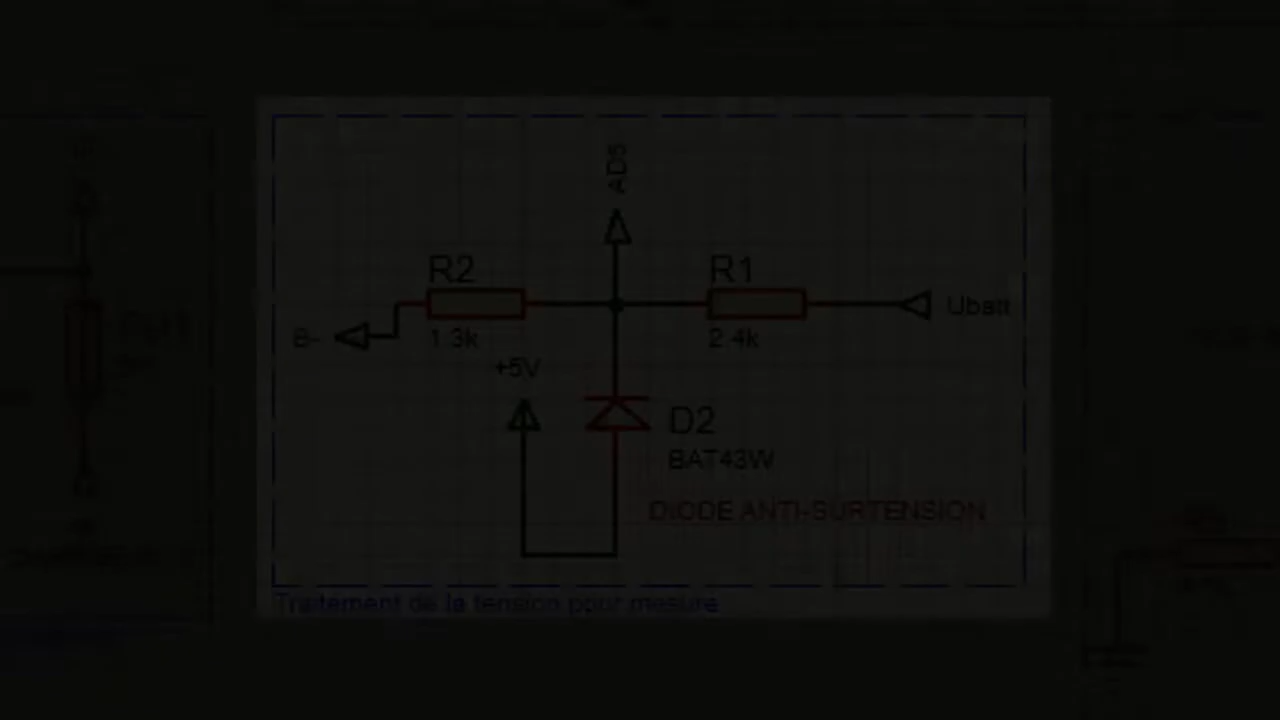 AD5
R2
R1
Ubatt
B-
1.3k
2.4k
+5V
D2
BAT43W
DIODE ANTI-SURTENSION
Traitement de la tension pour mesure